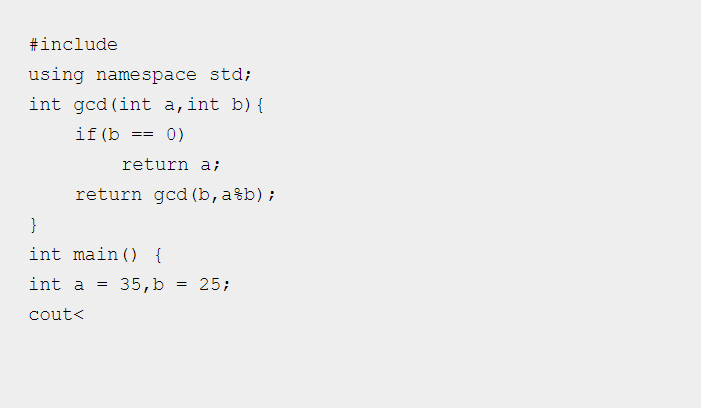 #include
using namespace std;
int gcd(int a,int b){
if(b == 0)
return a;
return gcd(b,a%b);
}
int main() {
int a = 35,b = 25;
cout<